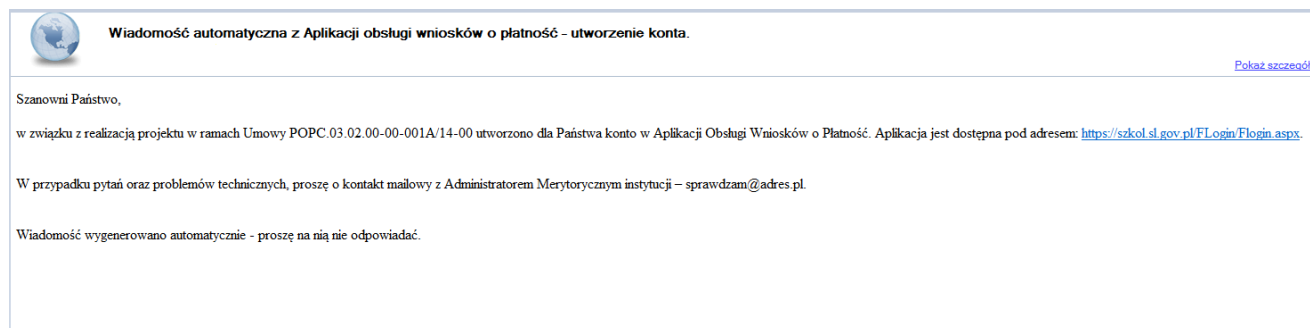 Wiadomość automatyczna z Aplikacji obsługi wniosków o płatność - utworzenie konta.
Pokaż szczegół
Szanowni Państwo,
w związku z realizacją projektu w ramach Umowy POPC.03.02.00-00-001A/14-00 utworzono dla Państwa konto w Aplikacji Obsługi Wniosków o Płatność. Aplikacja jest dostępna pod adresem: https://szkol.sl.gov.pl/FLogin/Flogin.aspx.
W przypadku pytań oraz problemów technicznych, proszę o kontakt mailowy z Administratorem Merytorycznym instytucji – sprawdzam@adres.pl.
Wiadomość wygenerowano automatycznie - proszę na nią nie odpowiadać.